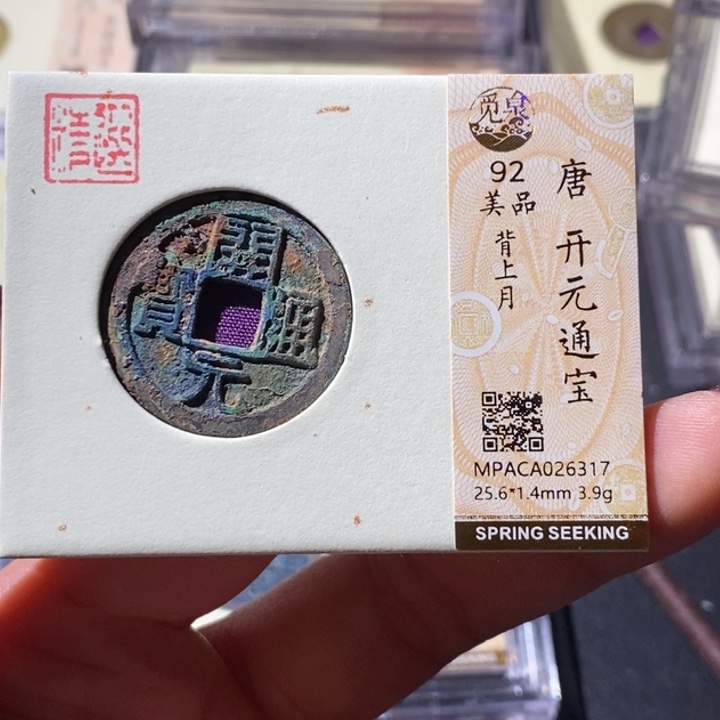 開元通寳
觅泉
92
美品
背上月
唐 开元通宝
MPACA026317
25.6*1.4mm 3.9g
SPRING SEEKING